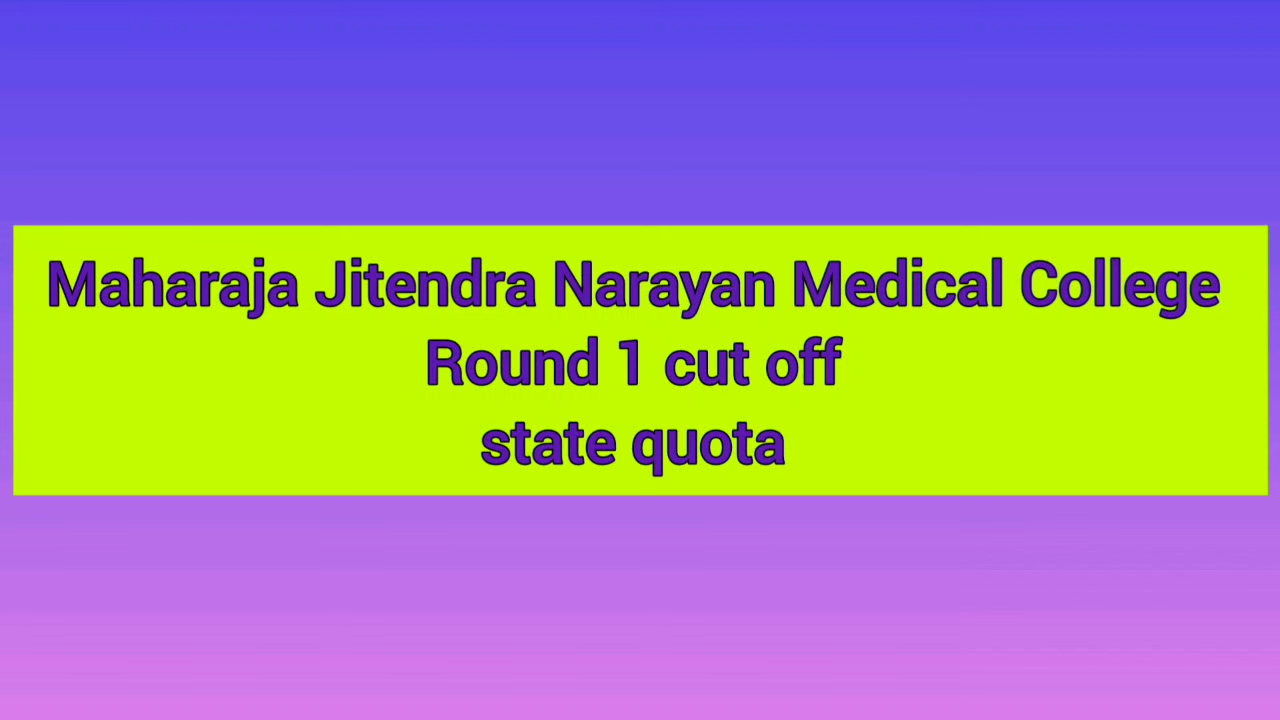 Maharaja Jitendra Narayan Medical College
Round 1 cut off
state quota